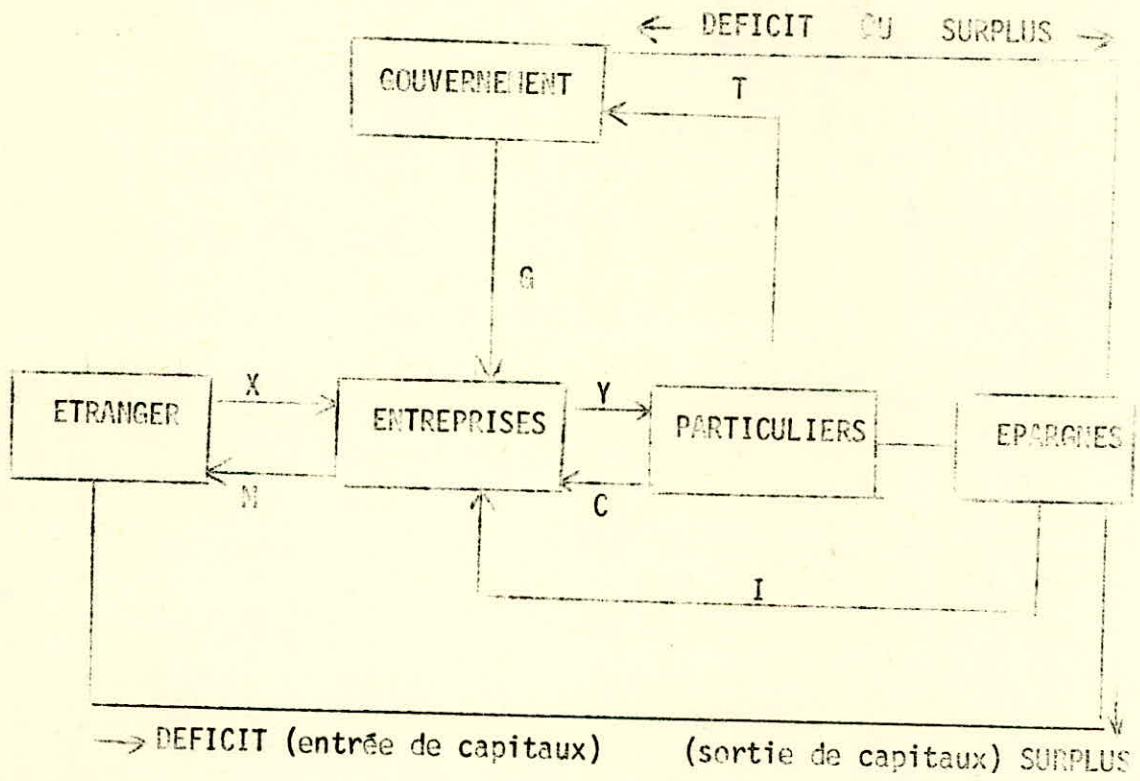 ← DEFICIT OU SURPLUS →
GOUVERNEMENT
T
G
X
Y
ETRANGER
ENTREPRISES
PARTICULIERS
EPARGNES
M
C
I
→ DEFICIT (entrée de capitaux) (sortie de capitaux) SURPLUS